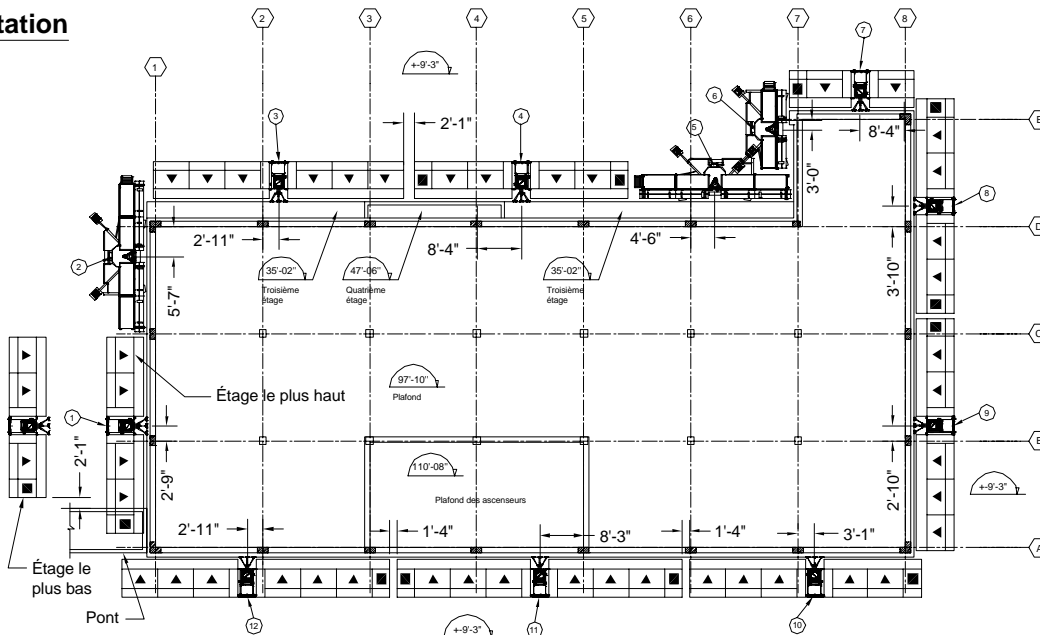 tation
1
2
3
4
5
6
7
8
+-9'-3"
7
6
5
3
4
2'-1"
8'-4"
E
3'-0"
8
D
2'-11"
8'-4"
4'-6"
3'-10"
2
5'-7"
35'-02"
Troisième
étage
47'-06"
Quatrième
étage
35'-02"
Troisième
étage
C
97'-10"
Plafond
Étage le plus haut
1
9
B
2'-1"
2'-9"
110'-08"
Plafond des ascenseurs
2'-10"
+-9'-3"
2'-11"
1'-4"
8'-3"
1'-4"
3'-1"
A
Étage le
plus bas
Pont
12
11
10
+-9'-3"